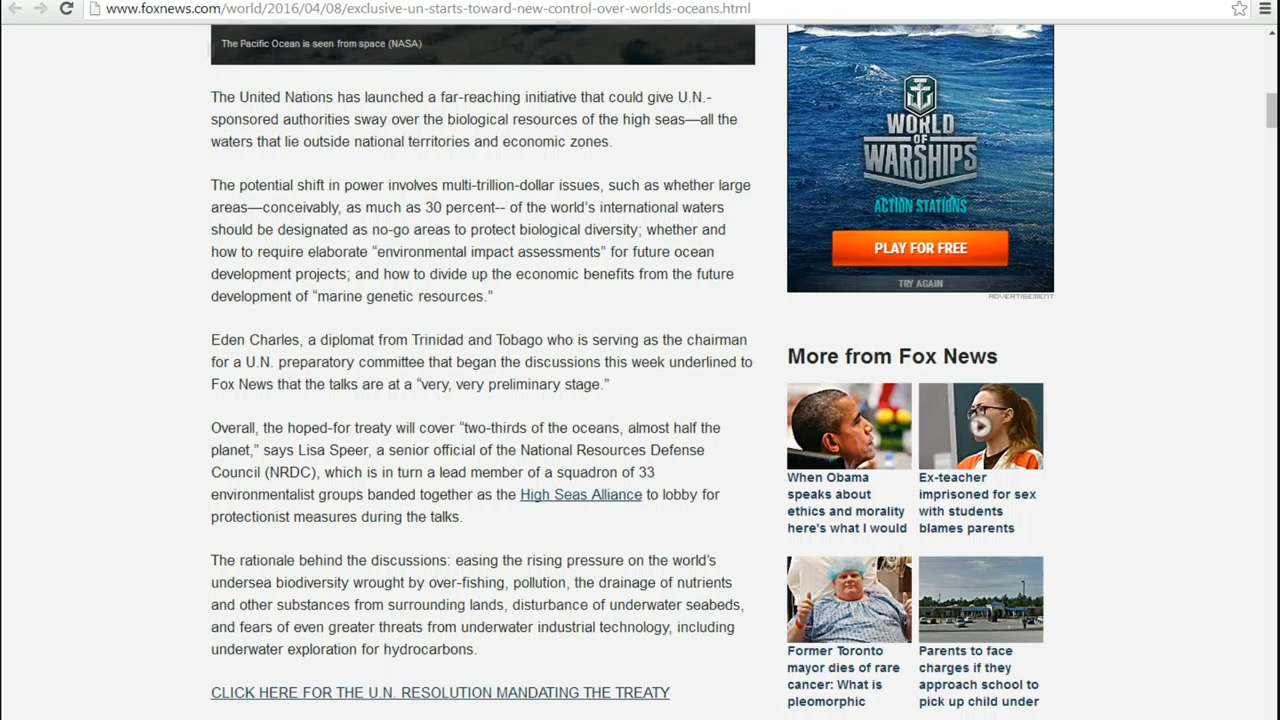 www.foxnews.com/world/2016/04/08/exclusive-un-starts-toward-new-control-over-worlds-oceans.html
The Pacific Ocean is seen from space (NASA)
The United Nations has launched a far-reaching initiative that could give U.N.-
sponsored authorities sway over the biological resources of the high seas—all the
waters that lie outside national territories and economic zones.
The potential shift in power involves multi-trillion-dollar issues, such as whether large
areas—conceivably, as much as 30 percent-- of the world's international waters
should be designated as no-go areas to protect biological diversity; whether and
how to require elaborate “environmental impact assessments” for future ocean
development projects; and how to divide up the economic benefits from the future
development of “marine genetic resources.”
Eden Charles, a diplomat from Trinidad and Tobago who is serving as the chairman
for a U.N. preparatory committee that began the discussions this week underlined to
Fox News that the talks are at a “very, very preliminary stage.”
Overall, the hoped-for treaty will cover “two-thirds of the oceans, almost half the
planet,” says Lisa Speer, a senior official of the National Resources Defense
Council (NRDC), which is in turn a lead member of a squadron of 33
environmentalist groups banded together as the High Seas Alliance to lobby for
protectionist measures during the talks.
The rationale behind the discussions: easing the rising pressure on the world's
undersea biodiversity wrought by over-fishing, pollution, the drainage of nutrients
and other substances from surrounding lands, disturbance of underwater seabeds,
and fears of even greater threats from underwater industrial technology, including
underwater exploration for hydrocarbons.
CLICK HERE FOR THE U.N. RESOLUTION MANDATING THE TREATY
WORLD
OF
WARSHIPS
ACTION STATIONS
PLAY FOR FREE
TRY AGAIN
ADVERTISEMENT
More from Fox News
When Obama
speaks about
ethics and morality
here's what I would
Ex-teacher
imprisoned for sex
with students
blames parents
Former Toronto
mayor dies of rare
cancer: What is
pleomorphic
Parents to face
charges if they
approach school to
pick up child under